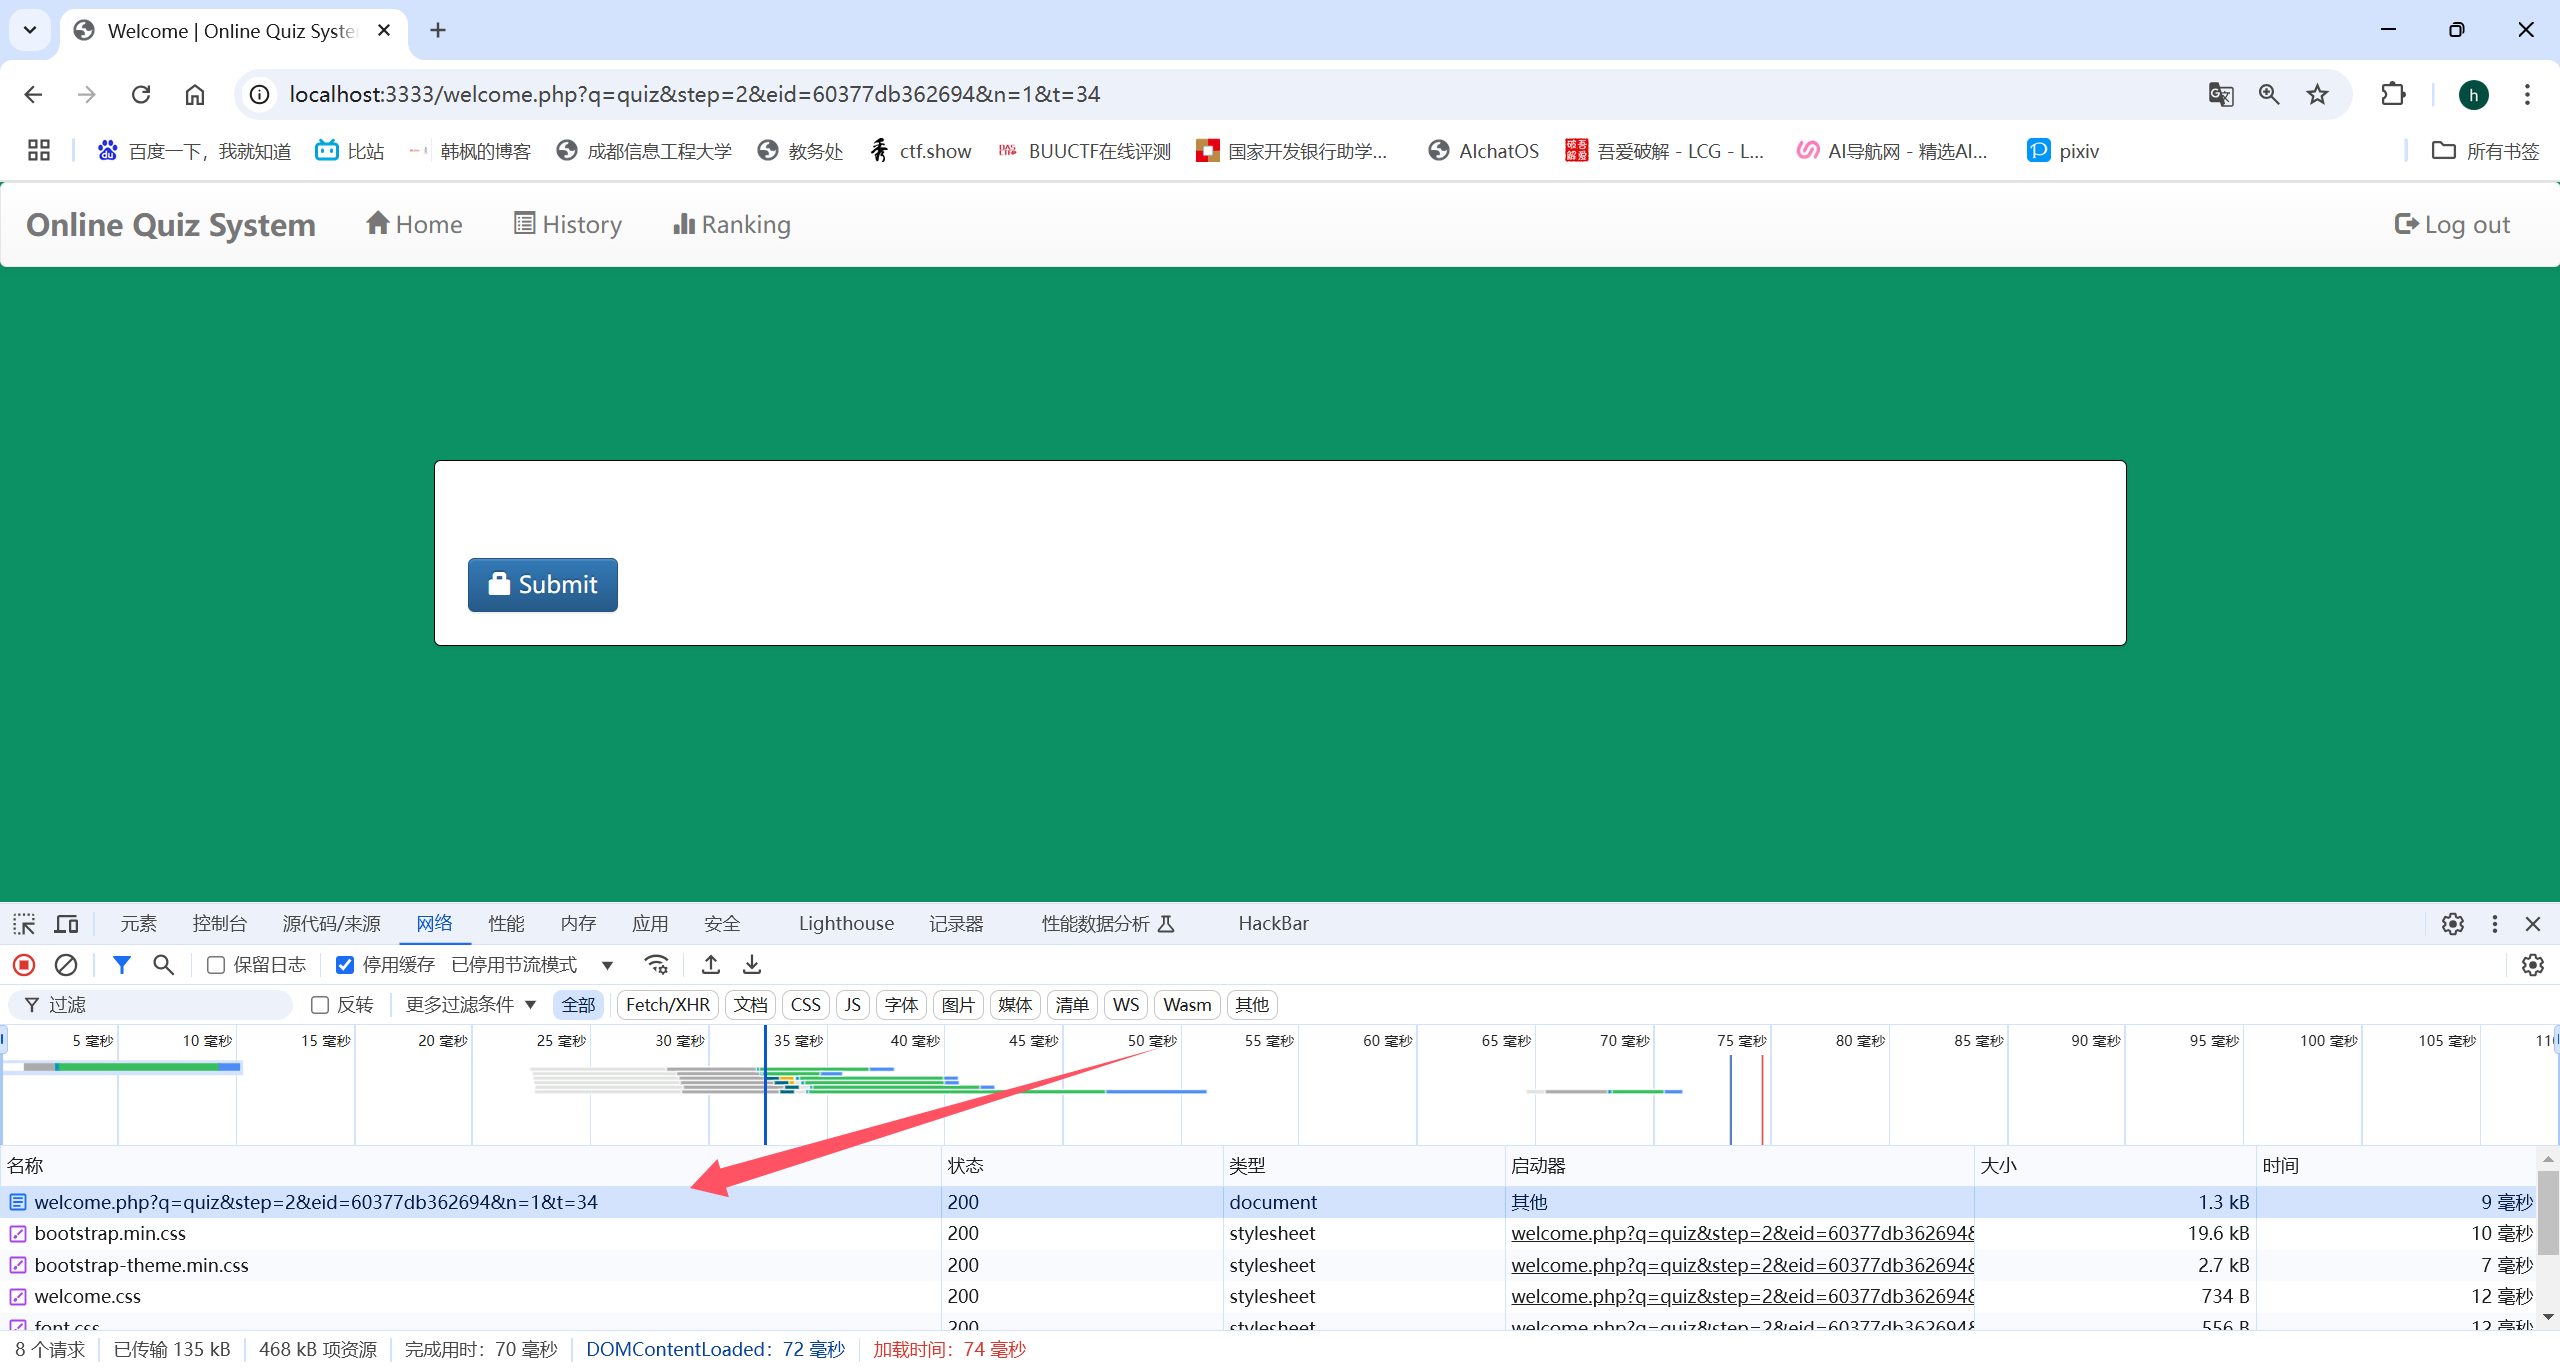 Welcome | Online Quiz Syste
localhost:3333/welcome.php?q=quiz&step=2&eid=60377db362694&n=1&t=34
h
百度一下，我就知道 比站 韩枫的博客 成都信息工程大学 教务处 ctf.show BUUCTF在线评测 国家开发银行助学... AIchatOS 吾爱破解 - LCG - L... AI导航网 - 精选AI... pixiv 所有书签
Online Quiz System Home History Ranking Log out
Submit
元素 控制台 源代码/来源 网络 性能 内存 应用 安全 Lighthouse 记录器 性能数据分析 HackBar
保留日志 停用缓存 已停用节流模式
过滤 反转 更多过滤条件 全部 Fetch/XHR 文档 CSS JS 字体 图片 媒体 清单 WS Wasm 其他
5 毫秒 10 毫秒 15 毫秒 20 毫秒 25 毫秒 30 毫秒 35 毫秒 40 毫秒 45 毫秒 50 毫秒 55 毫秒 60 毫秒 65 毫秒 70 毫秒 75 毫秒 80 毫秒 85 毫秒 90 毫秒 95 毫秒 100 毫秒 105 毫秒
名称 状态 类型 启动器 大小 时间
welcome.php?q=quiz&step=2&eid=60377db362694&n=1&t=34 200 document 其他 1.3 kB 9 毫秒
bootstrap.min.css 200 stylesheet welcome.php?q=quiz&step=2&eid=60377db362694& 19.6 kB 10 毫秒
bootstrap-theme.min.css 200 stylesheet welcome.php?q=quiz&step=2&eid=60377db362694& 2.7 kB 7 毫秒
welcome.css 200 stylesheet welcome.php?q=quiz&step=2&eid=60377db362694& 734 B 12 毫秒
font.css 200 stylesheet welcome.php?q=quiz&step=2&eid=60377db362694& 556 B 12 毫秒
8 个请求 已传输 135 kB 468 kB 项资源 完成用时：70 毫秒 DOMContentLoaded：72 毫秒 加载时间：74 毫秒